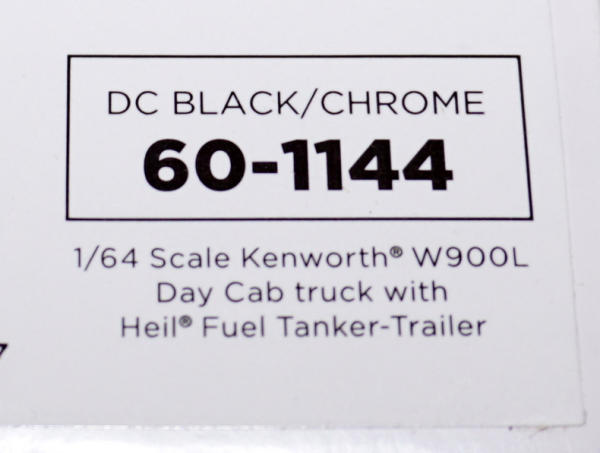 DC BLACK/CHROME
60-1144
1/64 Scale Kenworth® W900L
Day Cab truck with
Heil® Fuel Tanker-Trailer